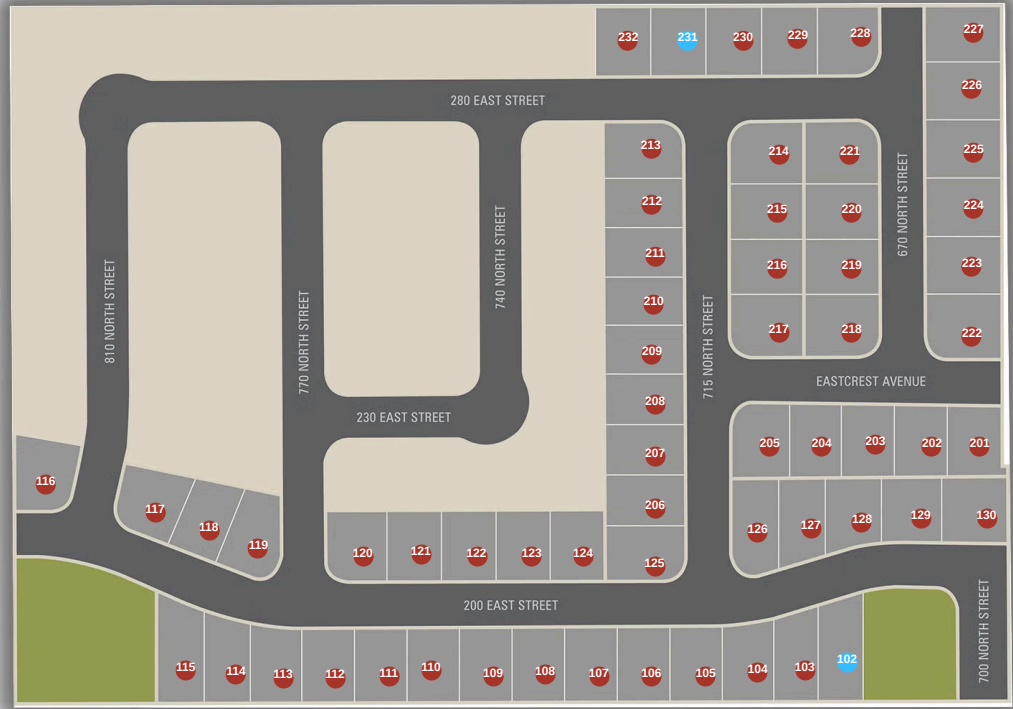 232 231 230 229 228 227
226
280 EAST STREET
213 214 221 225
212 215 220 224
670 NORTH STREET
740 NORTH STREET
211 216 219 223
810 NORTH STREET
770 NORTH STREET
715 NORTH STREET
210 217 218 222
209
EASTCREST AVENUE
208
230 EAST STREET
207 205 204 203 202 201
116
117 118 119
206 126 127 128 129 130
120 121 122 123 124 125
200 EAST STREET
700 NORTH STREET
115 114 113 112 111 110 109 108 107 106 105 104 103 102